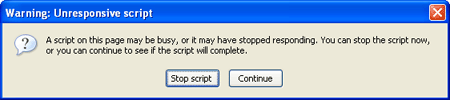 Warning: Unresponsive script
A script on this page may be busy, or it may have stopped responding. You can stop the script now,
or you can continue to see if the script will complete.
Stop script
Continue